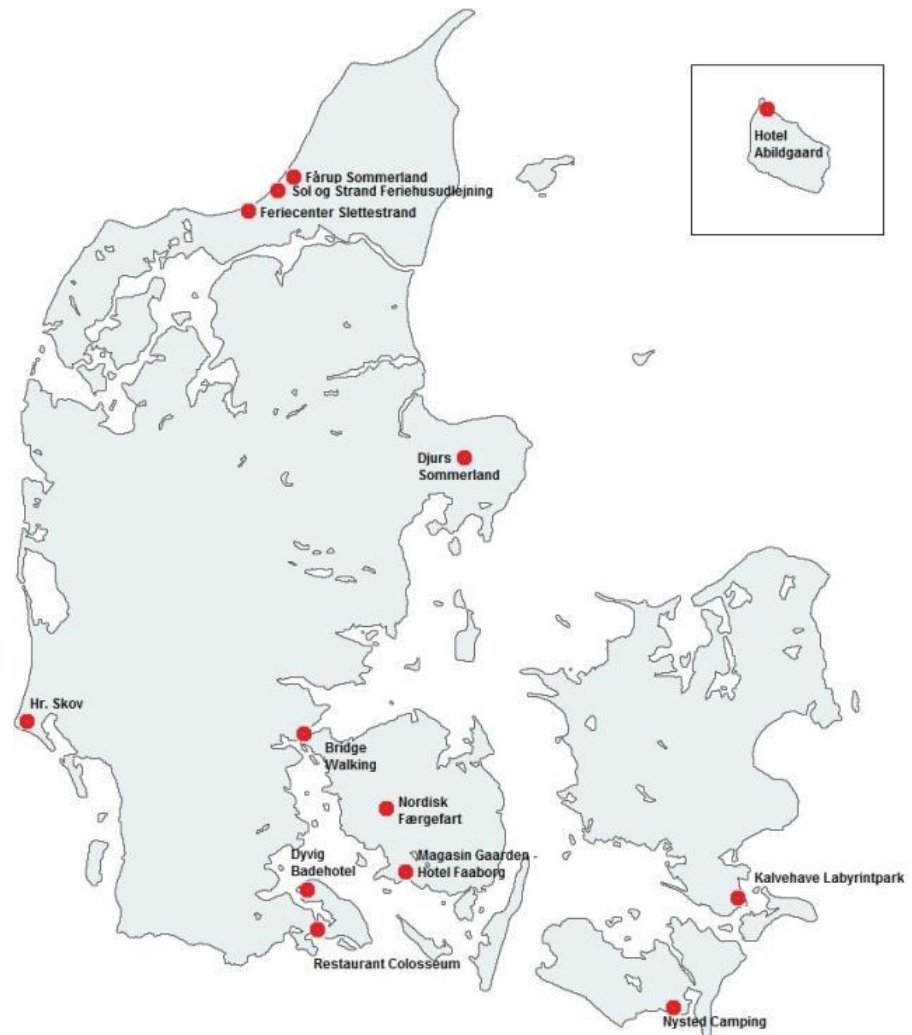 Hotel
Abildgaard
Fårup Sommerland
Sol og Strand Feriehusudlejning
Feriecenter Slettestrand
Djurs
Sommerland
Hr. Skov
Bridge
Walking
Nordisk
Færgefart
Dyvig
Badehotel
Magasin Gaarden -
Hotel Faaborg
Kalvehave Labyrintpark
Restaurant Colosseum
Nysted Camping